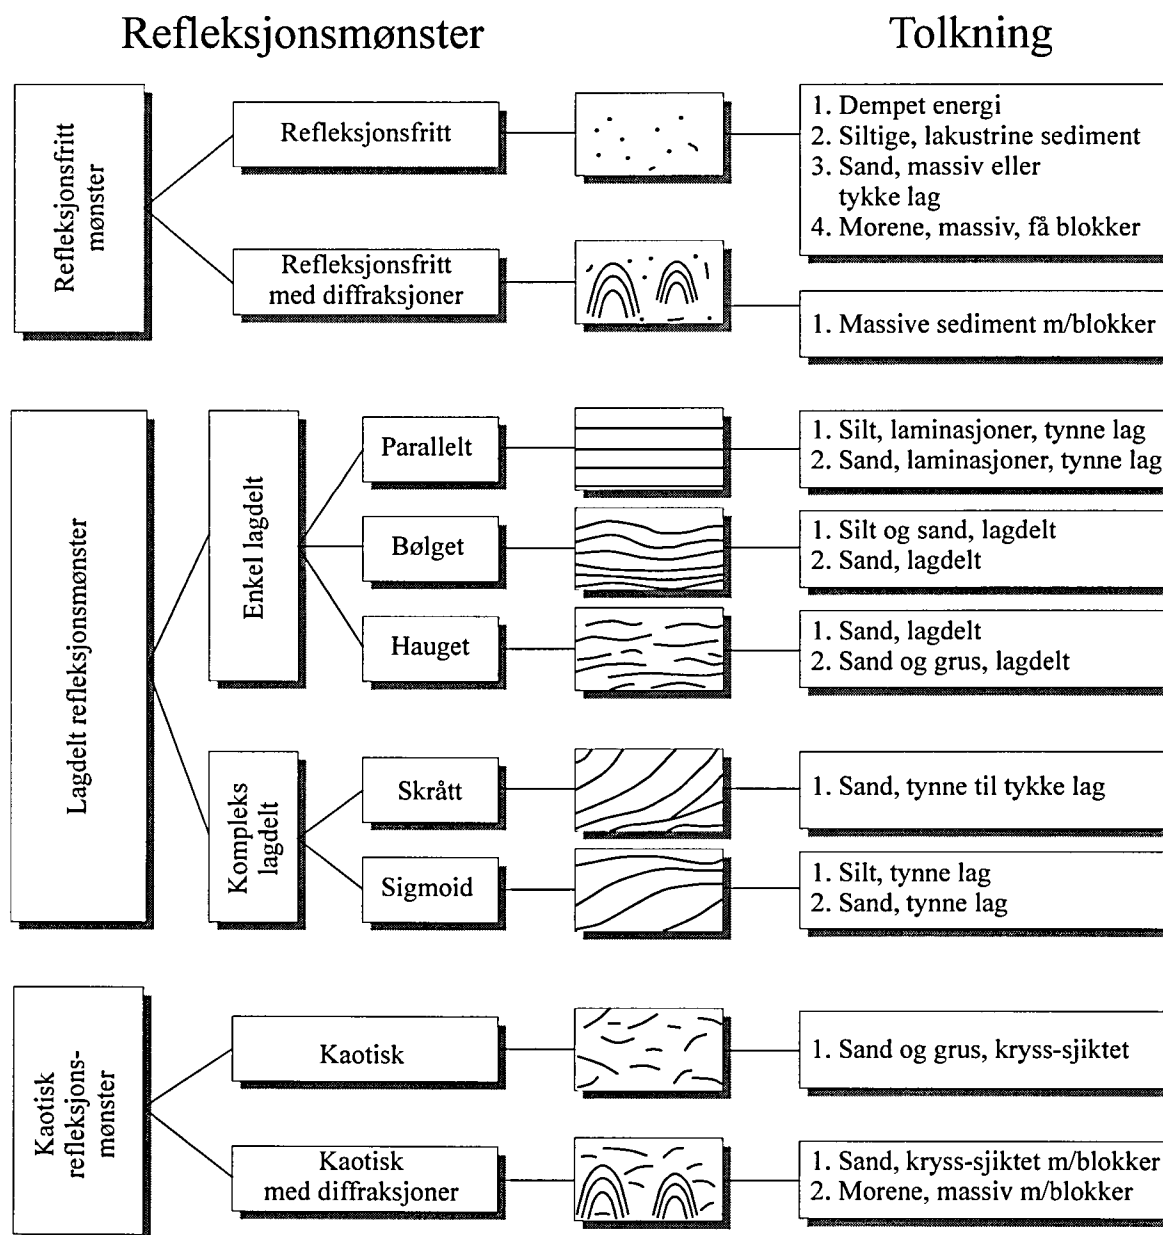 Refleksjonsmønster
Tolkning
Refleksjonsfritt
mønster
Refleksjonsfritt
1. Dempet energi
2. Siltige, lakustrine sediment
3. Sand, massiv eller
tykke lag
4. Morene, massiv, få blokker
Refleksjonsfritt
med diffraksjoner
1. Massive sediment m/blokker
Lagdelt refleksjonsmønster
Enkel lagdelt
Parallelt
1. Silt, laminasjoner, tynne lag
2. Sand, laminasjoner, tynne lag
Bølget
1. Silt og sand, lagdelt
2. Sand, lagdelt
Hauget
1. Sand, lagdelt
2. Sand og grus, lagdelt
Kompleks
lagdelt
Skrått
1. Sand, tynne til tykke lag
Sigmoid
1. Silt, tynne lag
2. Sand, tynne lag
Kaotisk
refleksjons-
mønster
Kaotisk
1. Sand og grus, kryss-sjiktet
Kaotisk
med diffraksjoner
1. Sand, kryss-sjiktet m/blokker
2. Morene, massiv m/blokker